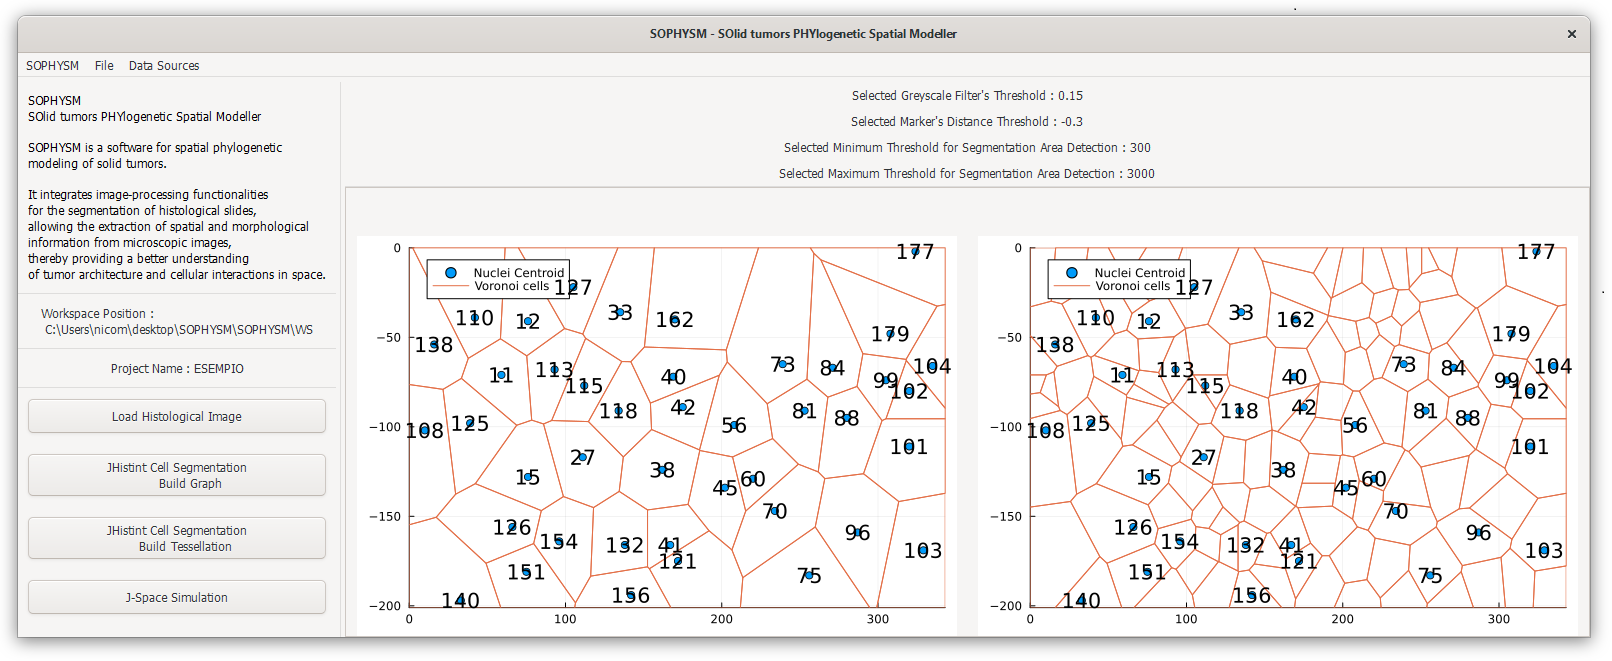 SOPHYSM - SOlid tumors PHYlogenetic Spatial Modeller
×
SOPHYSM File Data Sources
SOPHYSM
SOlid tumors PHYlogenetic Spatial Modeller
SOPHYSM is a software for spatial phylogenetic
modeling of solid tumors.
It integrates image-processing functionalities
for the segmentation of histological slides,
allowing the extraction of spatial and morphological
information from microscopic images,
thereby providing a better understanding
of tumor architecture and cellular interactions in space.
Workspace Position :
C:\Users\nicom\desktop\SOPHYSM\SOPHYSM\WS
Project Name : ESEMPIO
Load Histological Image
JHistint Cell Segmentation
Build Graph
JHistint Cell Segmentation
Build Tessellation
J-Space Simulation
Selected Greyscale Filter's Threshold : 0.15
Selected Marker's Distance Threshold : -0.3
Selected Minimum Threshold for Segmentation Area Detection : 300
Selected Maximum Threshold for Segmentation Area Detection : 3000
0
−50
−100
−150
−200
0 100 200 300
Nuclei Centroid
Voronoi cells
177
127
33
110 12 162
179
138
73 84 104
113
11 40 99
115 102
42
118 81 88
125 56
108
101
27
38
15 60
45
70
126 96
154 132 41 103
121
151 75
156
140
0
−50
−100
−150
−200
0 100 200 300
Nuclei Centroid
Voronoi cells
177
127
33
110 12 162
179
138
73 84 104
113
11 40 99
115 102
42
118 81 88
125 56
108
101
27
38
15 60
45
70
126 96
154 132 41 103
121
151 75
156
140